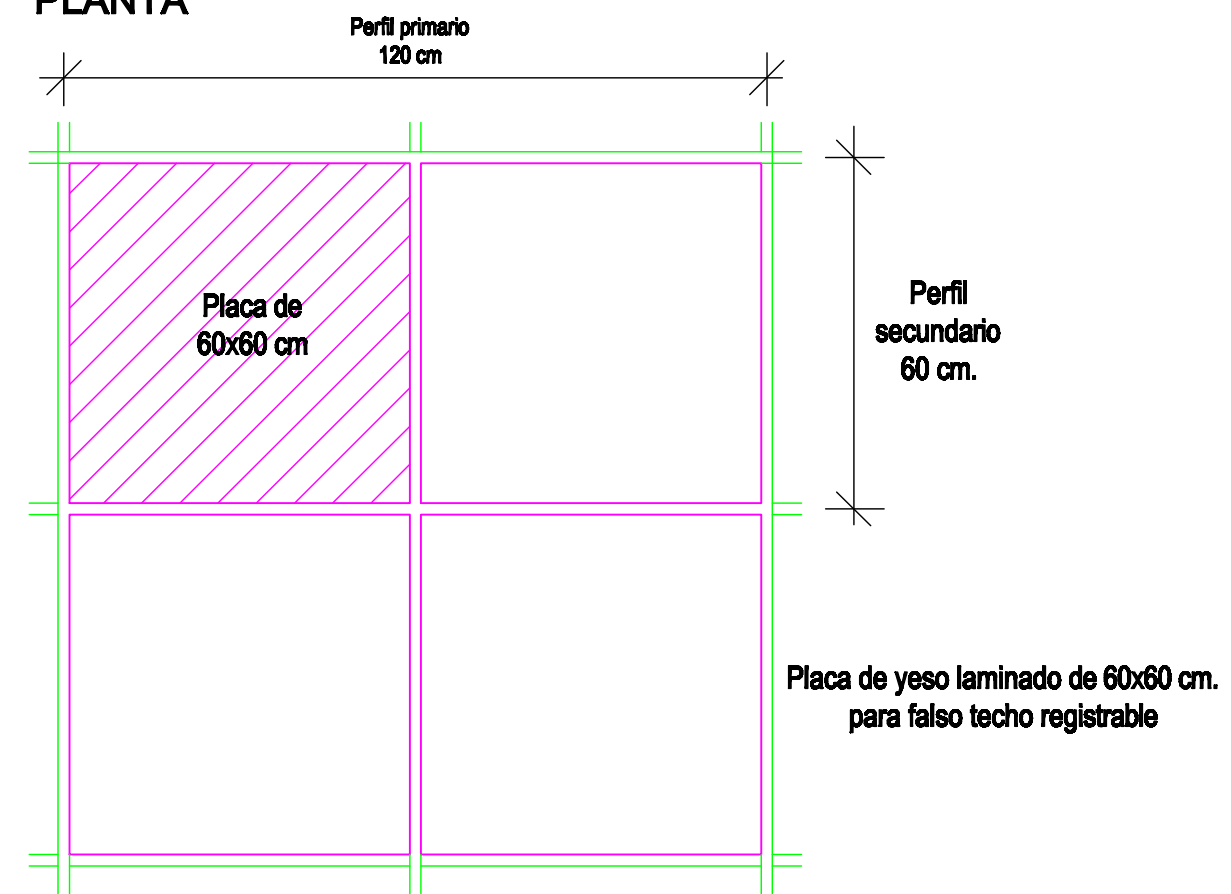 PLANTA
Perfil primario
120 cm
Placa de
60x60 cm
Perfil
secundario
60 cm.
Placa de yeso laminado de 60x60 cm.
para falso techo registrable